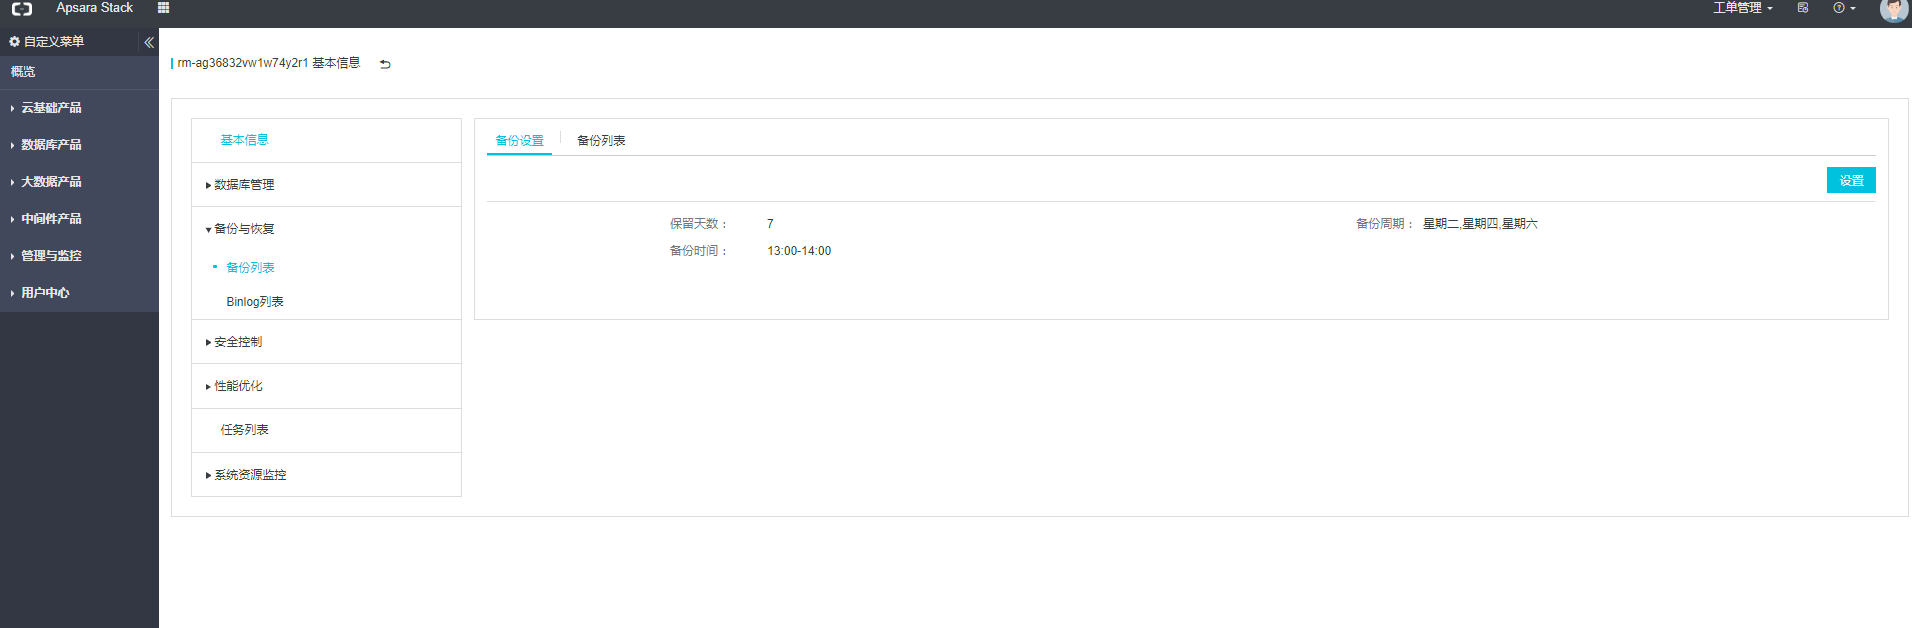 Apsara Stack
工单管理
自定义菜单
概览
云基础产品
数据库产品
大数据产品
中间件产品
管理与监控
用户中心
rm-ag36832vw1w74y2r1 基本信息
基本信息
数据库管理
备份与恢复
备份列表
Binlog列表
安全控制
性能优化
任务列表
系统资源监控
备份设置 备份列表
设置
保留天数： 7 备份周期： 星期二,星期四,星期六
备份时间： 13:00-14:00